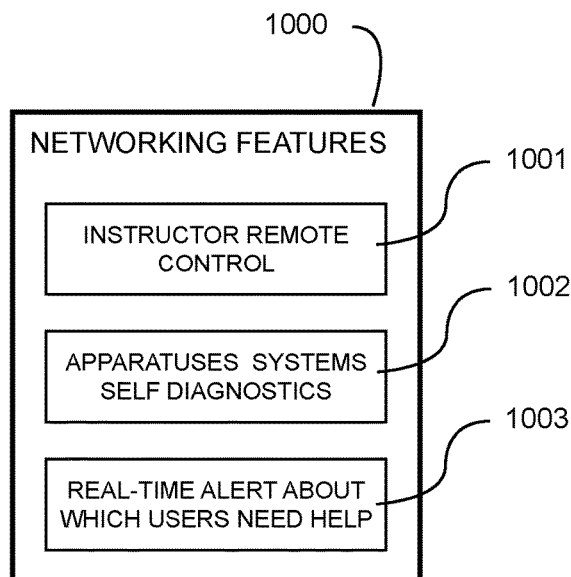 1000
NETWORKING FEATURES
1001
INSTRUCTOR REMOTE
CONTROL
1002
APPARATUSES SYSTEMS
SELF DIAGNOSTICS
1003
REAL-TIME ALERT ABOUT
WHICH USERS NEED HELP